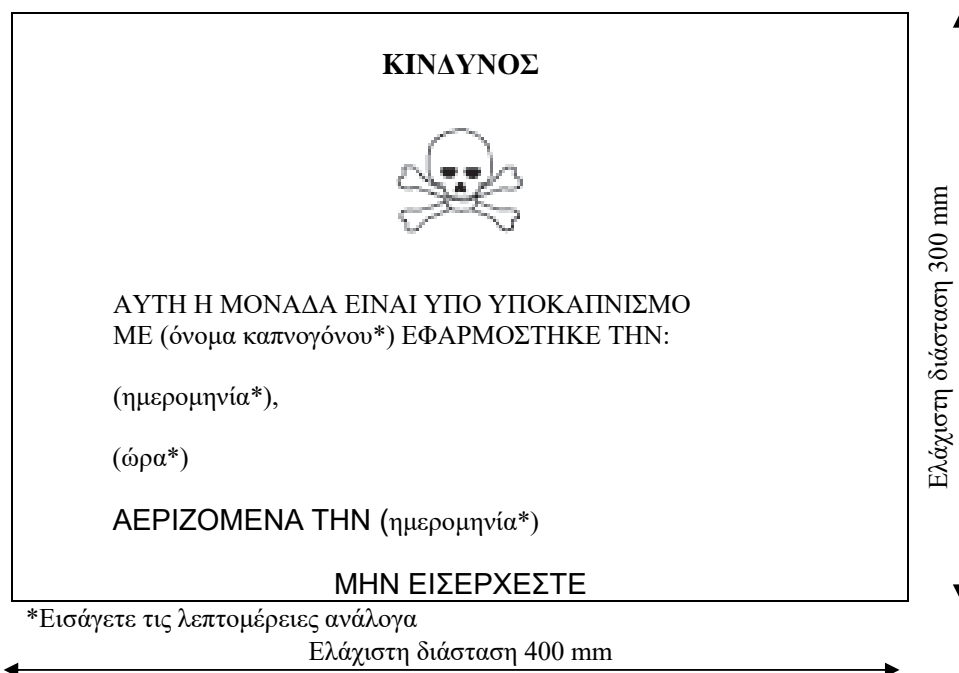 ΚΙΝΔΥΝΟΣ
ΑΥΤΗ Η ΜΟΝΑΔΑ ΕΙΝΑΙ ΥΠΟ ΥΠΟΚΑΠΝΙΣΜΟ
ΜΕ (όνομα καπνογόνου*) ΕΦΑΡΜΟΣΤΗΚΕ ΤΗΝ:
(ημερομηνία*),
(ώρα*)
ΑΕΡΙΖΟΜΕΝΑ ΤΗΝ (ημερομηνία*)
ΜΗΝ ΕΙΣΕΡΧΕΣΤΕ
*Εισάγετε τις λεπτομέρειες ανάλογα
Ελάχιστη διάσταση 400 mm
Ελάχιστη διάσταση 300 mm